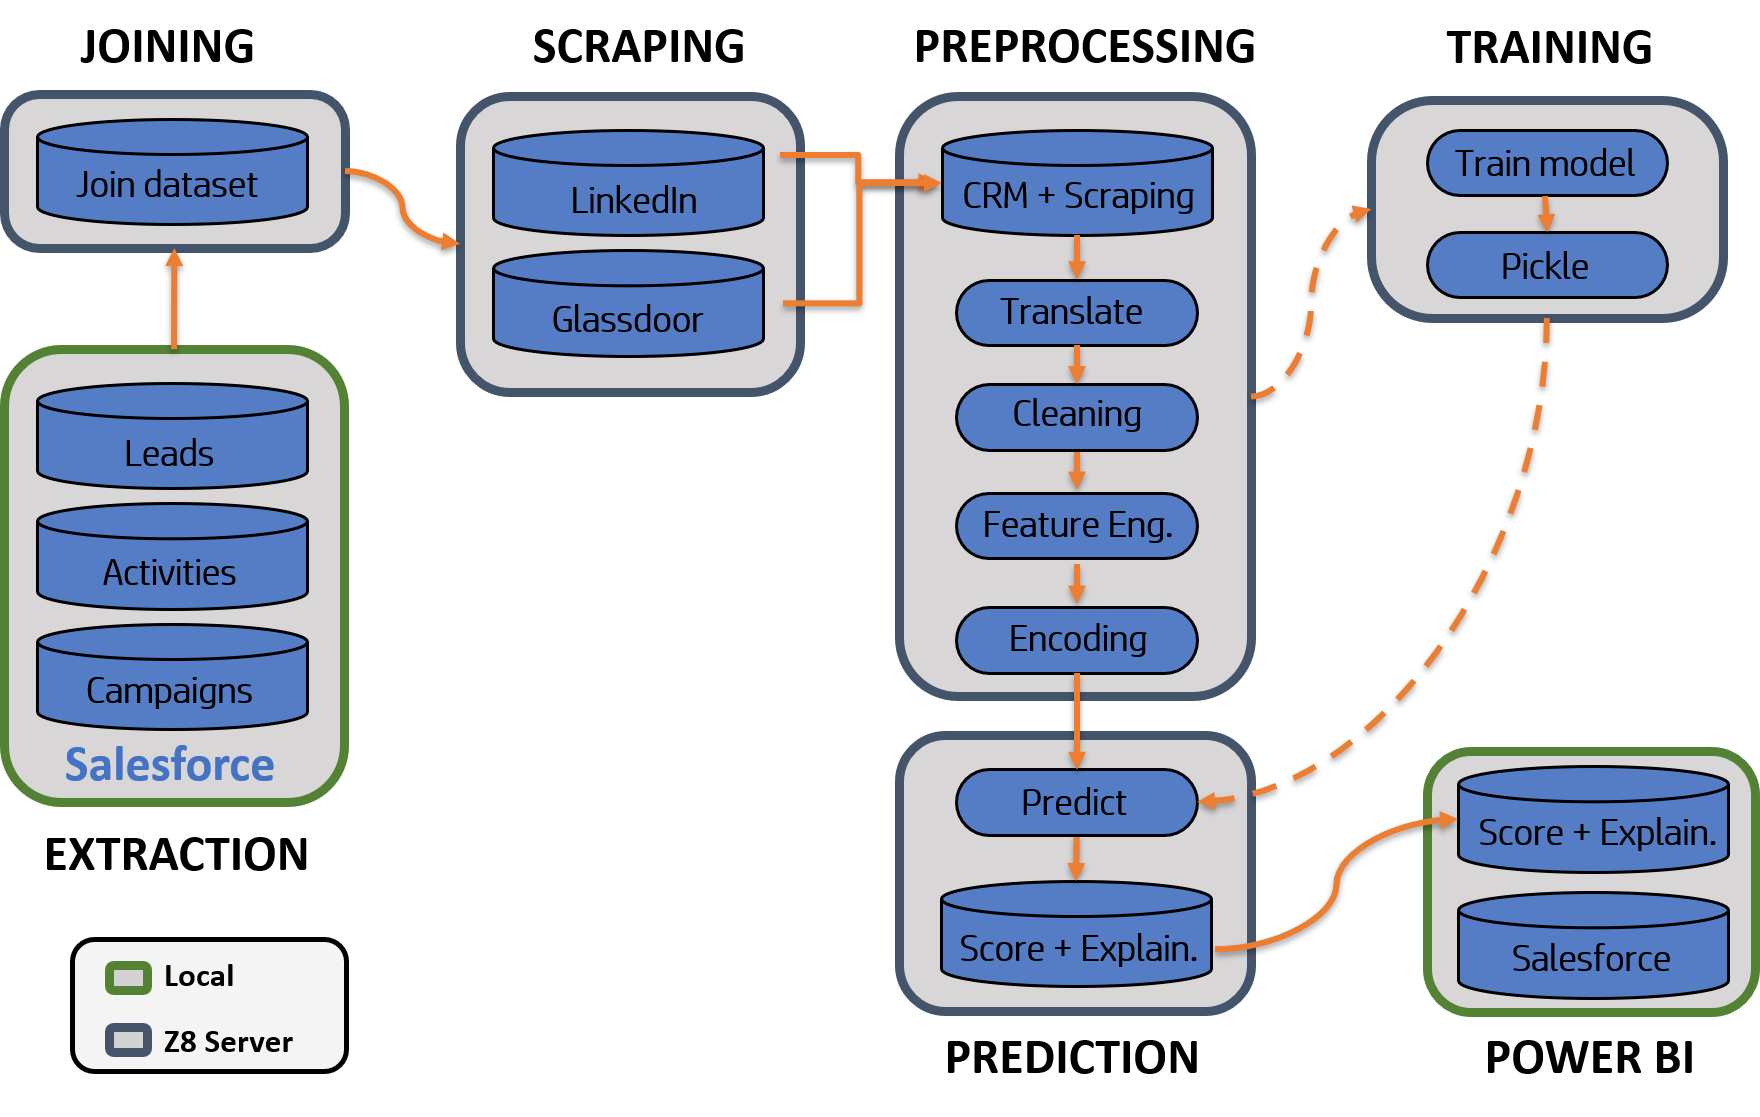 JOINING
Join dataset
SCRAPING
LinkedIn
Glassdoor
PREPROCESSING
CRM + Scraping
Translate
Cleaning
Feature Eng.
Encoding
TRAINING
Train model
Pickle
Leads
Activities
Campaigns
Salesforce
EXTRACTION
Predict
Score + Explain.
PREDICTION
Score + Explain.
Salesforce
POWER BI
Local
Z8 Server